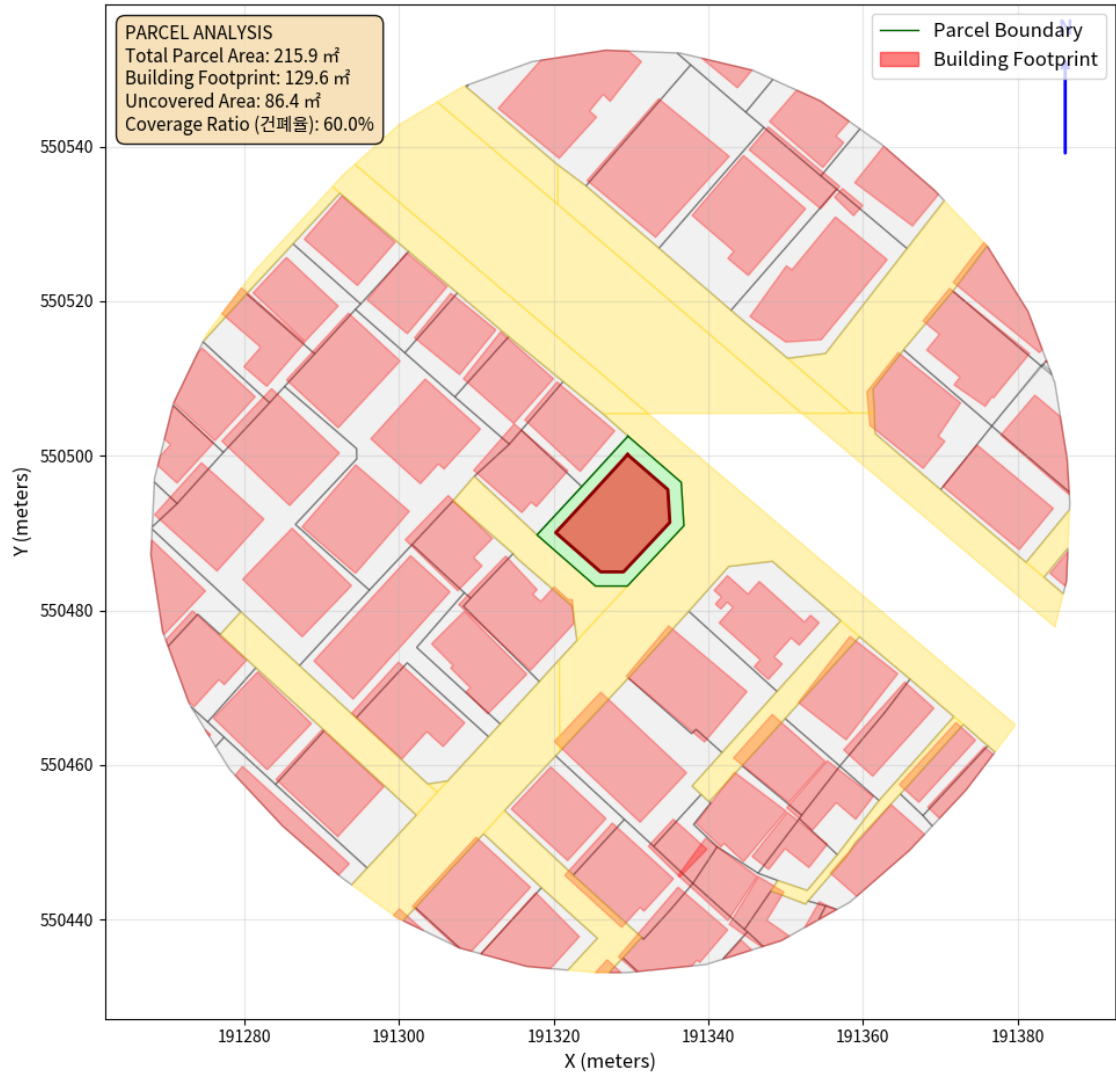 PARCEL ANALYSIS
Total Parcel Area: 215.9 ㎡
Building Footprint: 129.6 ㎡
Uncovered Area: 86.4 ㎡
Coverage Ratio (건폐율): 60.0%
Parcel Boundary
Building Footprint
N
550540
550520
550500
550480
550460
550440
Y (meters)
191280
191300
191320
191340
191360
191380
X (meters)